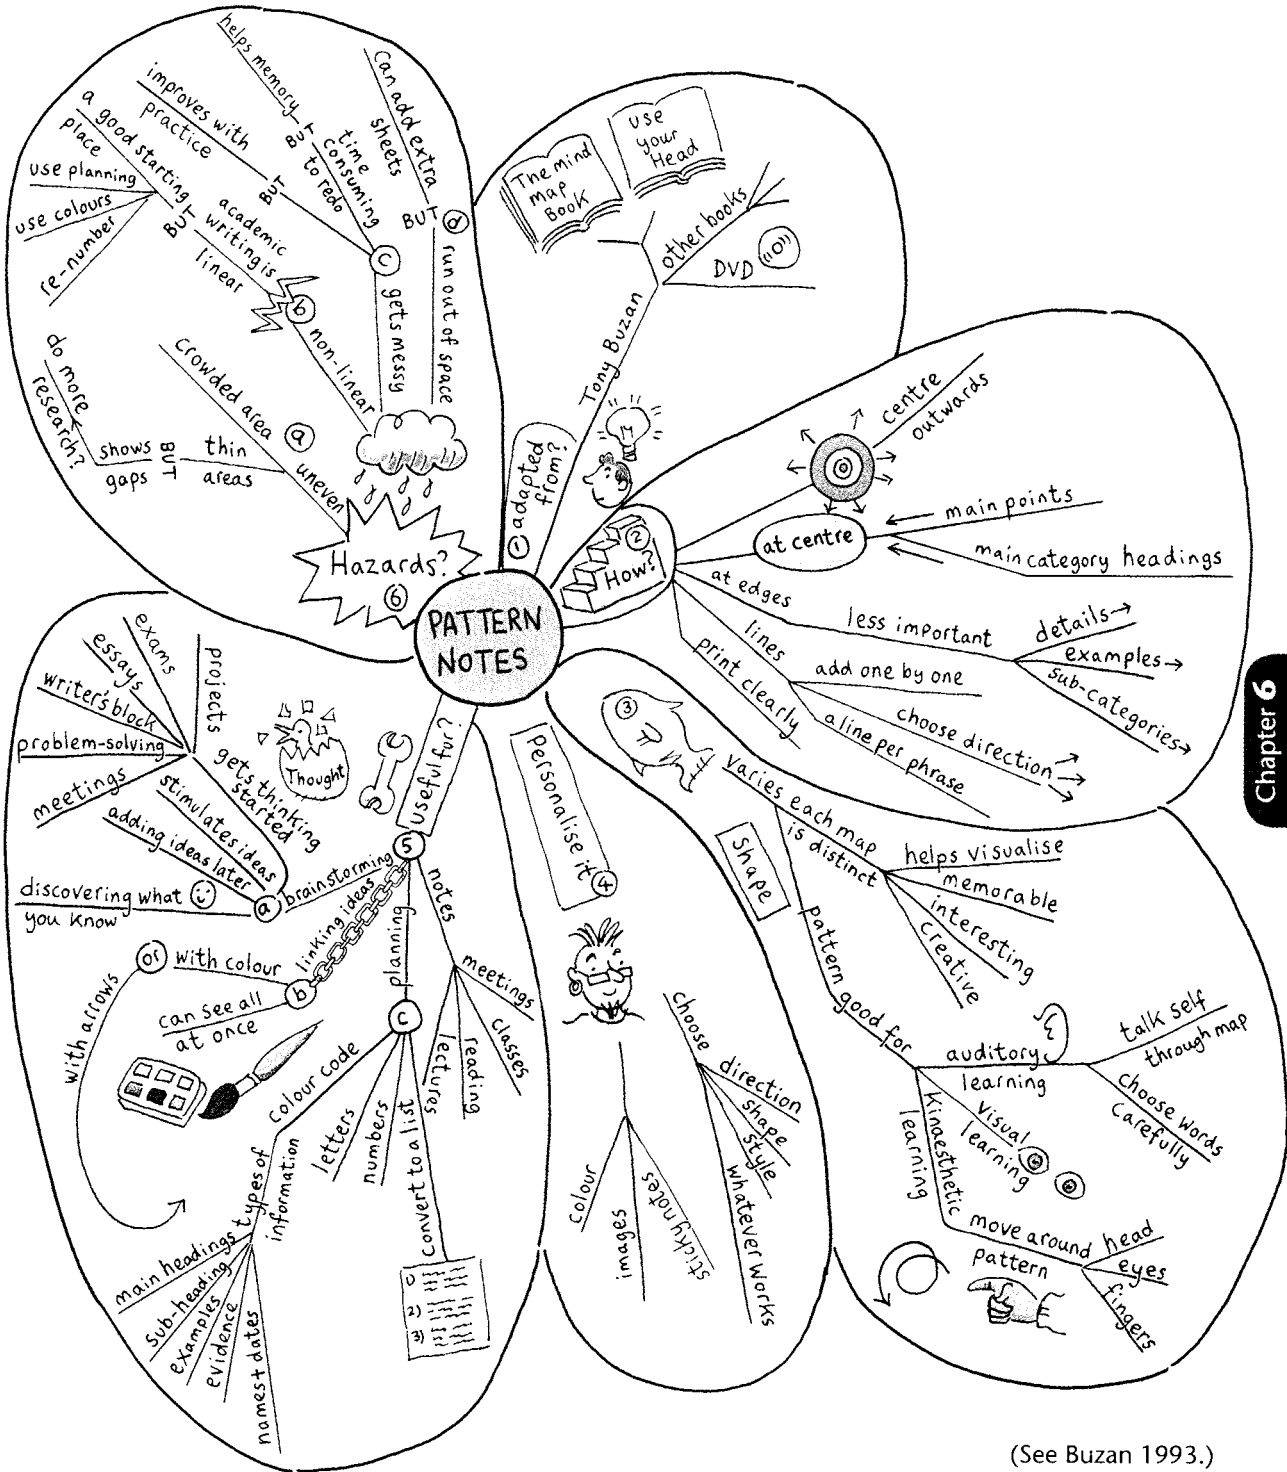 PATTERN
NOTES
1
adapted
from?
Tony Buzan
The mind
map
Book
use
your
Head
other books
DVD
2
How?
centre
outwards
at centre
main points
main category headings
at edges
less important
details
examples
sub-categories
lines
add one by one
choose direction
a line per phrase
print clearly
3
Shape
varies each map
is distinct
helps visualise
memorable
interesting
creative
pattern
good for
auditory
learning
talk self
through map
choose words
carefully
visual
learning
Kinaesthetic
learning
move around
pattern
head
eyes
fingers
Personalise it
4
colour
images
sticky notes
choose
direction
shape
style
whatever works
useful for?
5
a
brainstorming
gets thinking
started
projects
exams
essays
writer's block
problem-solving
meetings
stimulates ideas
adding ideas later
discovering what
you know
Thought
b
linking ideas
with colour
or
with arrows
can see all
at once
c
planning
colour code
types of
information
main headings
sub-heading
examples
evidence
names + dates
letters
numbers
convert to a list
1)
2)
3)
notes
meetings
classes
reading
lectures
Hazards?
6
a
uneven
crowded area
thin
areas
BUT
shows
gaps
do more
research?
b
non-linear
academic
writing is
linear
BUT
a
good starting
place
use planning
use colours
re-number
c
gets messy
improves with
practice
BUT
helps memory
BUT
time
consuming
to redo
d
run out of space
BUT
can add extra
sheets
Chapter 6
(See Buzan 1993.)